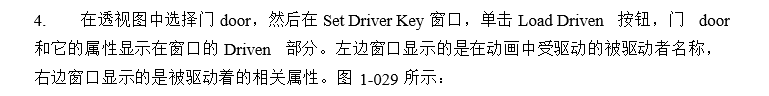 4. 在透视图中选择门 door，然后在 Set Driver Key 窗口，单击 Load Driven 按钮，门 door
和它的属性显示在窗口的 Driven 部分。左边窗口显示的是在动画中受驱动的被驱动者名称，
右边窗口显示的是被驱动着的相关属性。图 1-029 所示：